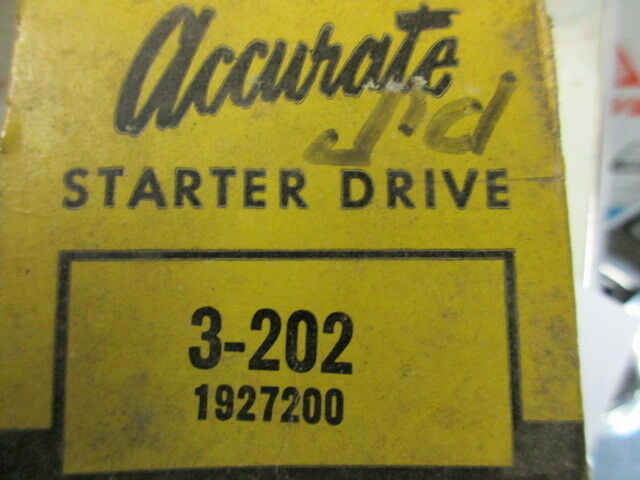 Accurate
STARTER DRIVE
3-202
1927200